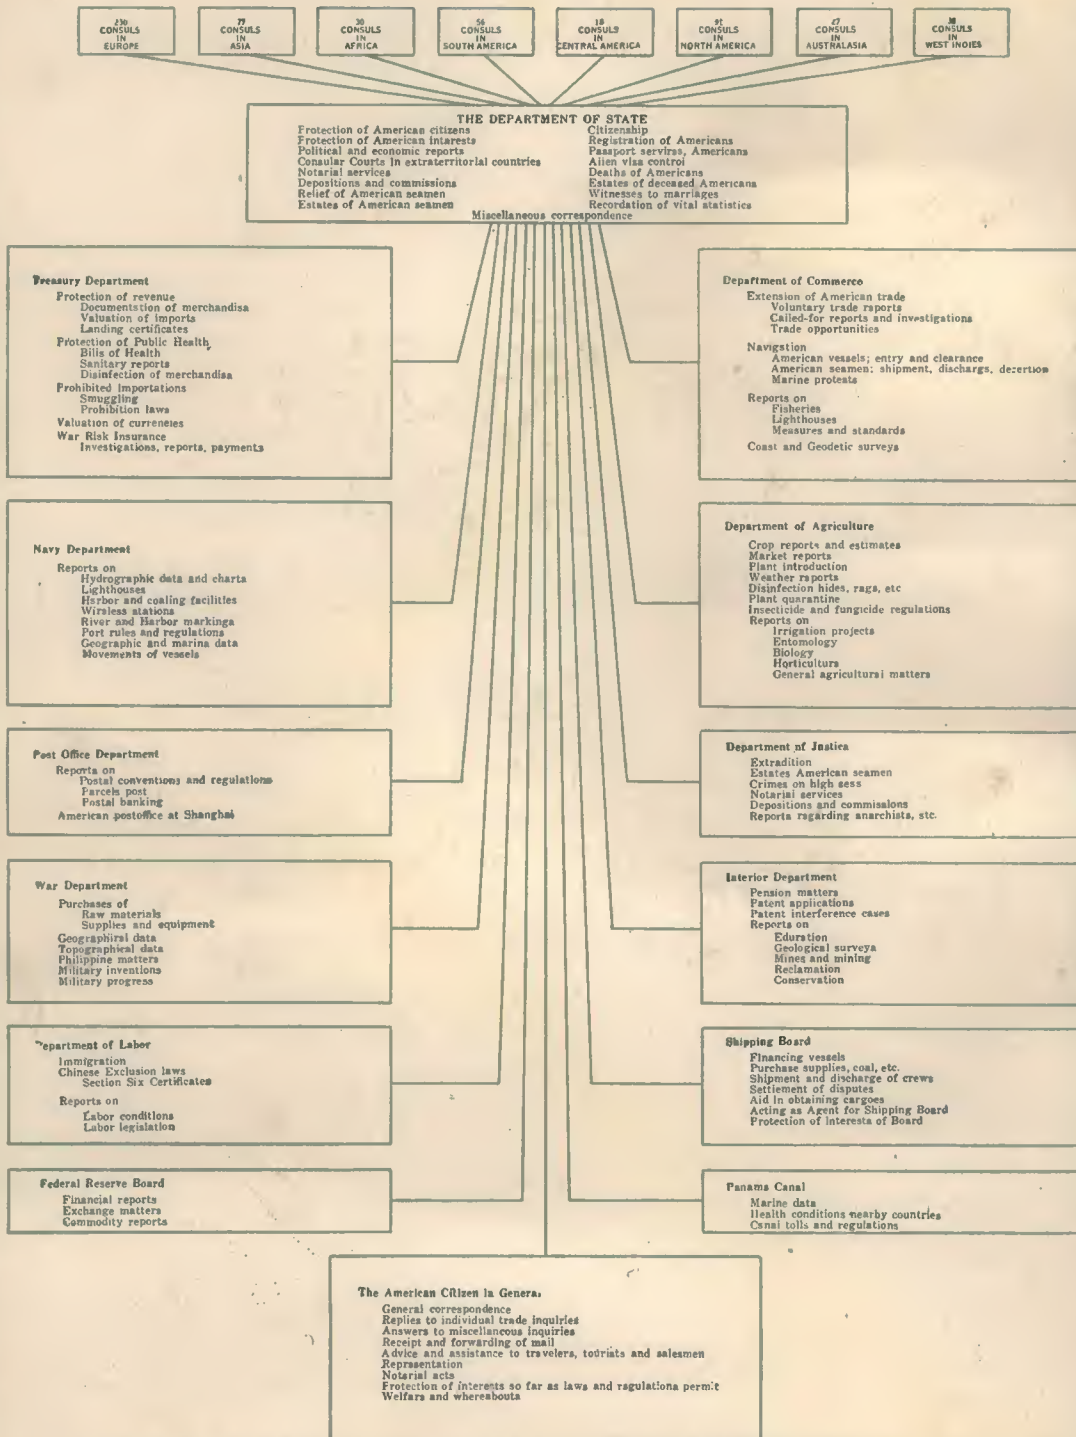 230
CONSULS
IN
EUROPE
77
CONSULS
IN
ASIA
30
CONSULS
IN
AFRICA
56
CONSULS
IN
SOUTH AMERICA
18
CONSULS
IN
CENTRAL AMERICA
91
CONSULS
IN
NORTH AMERICA
27
CONSULS
IN
AUSTRALASIA
38
CONSULS
IN
WEST INDIES
THE DEPARTMENT OF STATE
Protection of American citizens
Protection of American interests
Political and economic reports
Consular Courts in extraterritorial countries
Notarial services
Depositions and commissions
Relief of American seamen
Estates of American seamen
Citizenship
Registration of Americans
Passport services, Americans
Alien visa control
Deaths of Americans
Estates of deceased Americans
Witnesses to marriages
Recordation of vital statistics
Miscellaneous correspondence
Treasury Department
Protection of revenue
Documentation of merchandise
Valuation of imports
Landing certificates
Protection of Public Health
Bills of Health
Sanitary reports
Disinfection of merchandise
Prohibited Importations
Smuggling
Prohibition laws
Valuation of currencies
War Risk Insurance
Investigations, reports, payments
Department of Commerce
Extension of American trade
Voluntary trade reports
Called-for reports and investigations
Trade opportunities
Navigation
American vessels; entry and clearance
American seamen; shipment, discharge, desertion
Marine protests
Reports on
Fisheries
Lighthouses
Measures and standards
Coast and Geodetic surveys
Navy Department
Reports on
Hydrographic data and charts
Lighthouses
Harbor and coaling facilities
Wireless stations
River and Harbor markings
Port rules and regulations
Geographic and marine data
Movements of vessels
Department of Agriculture
Crop reports and estimates
Market reports
Plant introduction
Weather reports
Disinfection hides, rags, etc
Plant quarantine
Insecticide and fungicide regulations
Reports on
Irrigation projects
Entomology
Biology
Horticulture
General agricultural matters
Post Office Department
Reports on
Postal conventions and regulations
Parcels post
Postal banking
American postoffice at Shanghai
Department of Justice
Extradition
Estates American seamen
Crimes on high seas
Notarial services
Depositions and commissions
Reports regarding anarchists, etc.
War Department
Purchases of
Raw materials
Supplies and equipment
Geographical data
Topographical data
Philippine matters
Military inventions
Military progress
Interior Department
Pension matters
Patent applications
Patent interference cases
Reports on
Education
Geological surveys
Mines and mining
Reclamation
Conservation
Department of Labor
Immigration
Chinese Exclusion laws
Section Six Certificates
Reports on
Labor conditions
Labor legislation
Shipping Board
Financing vessels
Purchase supplies, coal, etc.
Shipment and discharge of crews
Settlement of disputes
Aid in obtaining cargoes
Acting as Agent for Shipping Board
Protection of Interests of Board
Federal Reserve Board
Financial reports
Exchange matters
Commodity reports
Panama Canal
Marine data
Health conditions nearby countries
Canal tolls and regulations
The American Citizen in General
General correspondence
Replies to individual trade inquiries
Answers to miscellaneous inquiries
Receipt and forwarding of mail
Advice and assistance to travelers, tourists and salesmen
Representation
Notarial acts
Protection of interests so far as laws and regulations permit
Welfare and whereabouts